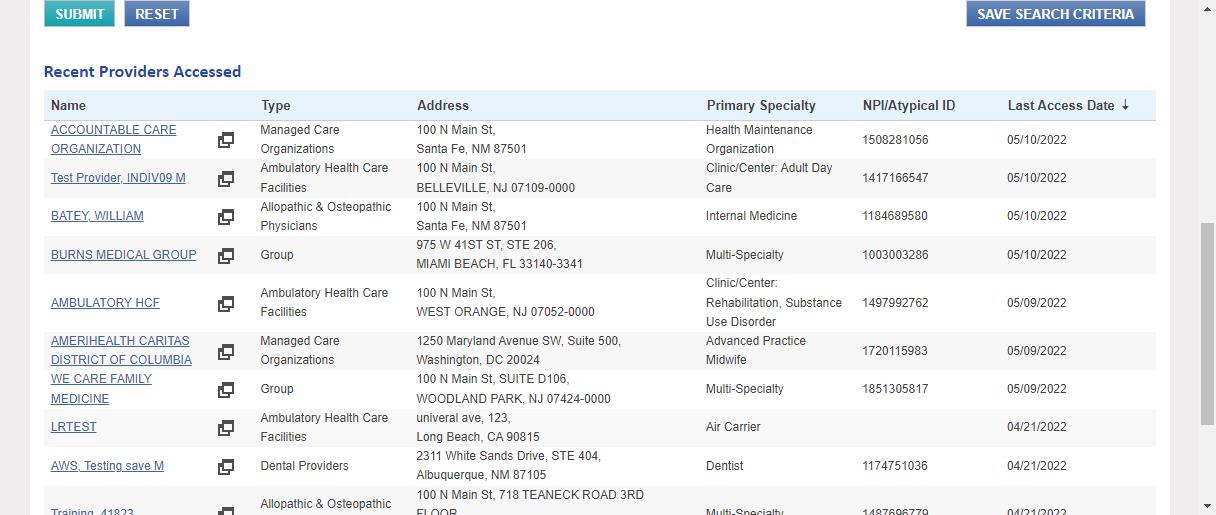 SUBMIT RESET SAVE SEARCH CRITERIA
Recent Providers Accessed
Name Type Address Primary Specialty NPI/Atypical ID Last Access Date ↓
ACCOUNTABLE CARE ORGANIZATION Managed Care Organizations 100 N Main St, Santa Fe, NM 87501 Health Maintenance Organization 1508281056 05/10/2022
Test Provider, INDIV09 M Ambulatory Health Care Facilities 100 N Main St, BELLEVILLE, NJ 07109-0000 Clinic/Center: Adult Day Care 1417166547 05/10/2022
BATEY, WILLIAM Allopathic & Osteopathic Physicians 100 N Main St, Santa Fe, NM 87501 Internal Medicine 1184689580 05/10/2022
BURNS MEDICAL GROUP Group 975 W 41ST ST, STE 206, MIAMI BEACH, FL 33140-3341 Multi-Specialty 1003003286 05/10/2022
AMBULATORY HCF Ambulatory Health Care Facilities 100 N Main St, WEST ORANGE, NJ 07052-0000 Clinic/Center: Rehabilitation, Substance Use Disorder 1497992762 05/09/2022
AMERIHEALTH CARITAS DISTRICT OF COLUMBIA Managed Care Organizations 1250 Maryland Avenue SW, Suite 500, Washington, DC 20024 Advanced Practice Midwife 1720115983 05/09/2022
WE CARE FAMILY MEDICINE Group 100 N Main St, SUITE D106, WOODLAND PARK, NJ 07424-0000 Multi-Specialty 1851305817 05/09/2022
LRTEST Ambulatory Health Care Facilities univeral ave, 123, Long Beach, CA 90815 Air Carrier 04/21/2022
AWS, Testing save M Dental Providers 2311 White Sands Drive, STE 404, Albuquerque, NM 87105 Dentist 1174751036 04/21/2022
Training, 41823 Allopathic & Osteopathic 100 N Main St, 718 TEANECK ROAD 3RD FLOOR Multi-Specialty 1487696779 04/21/2022